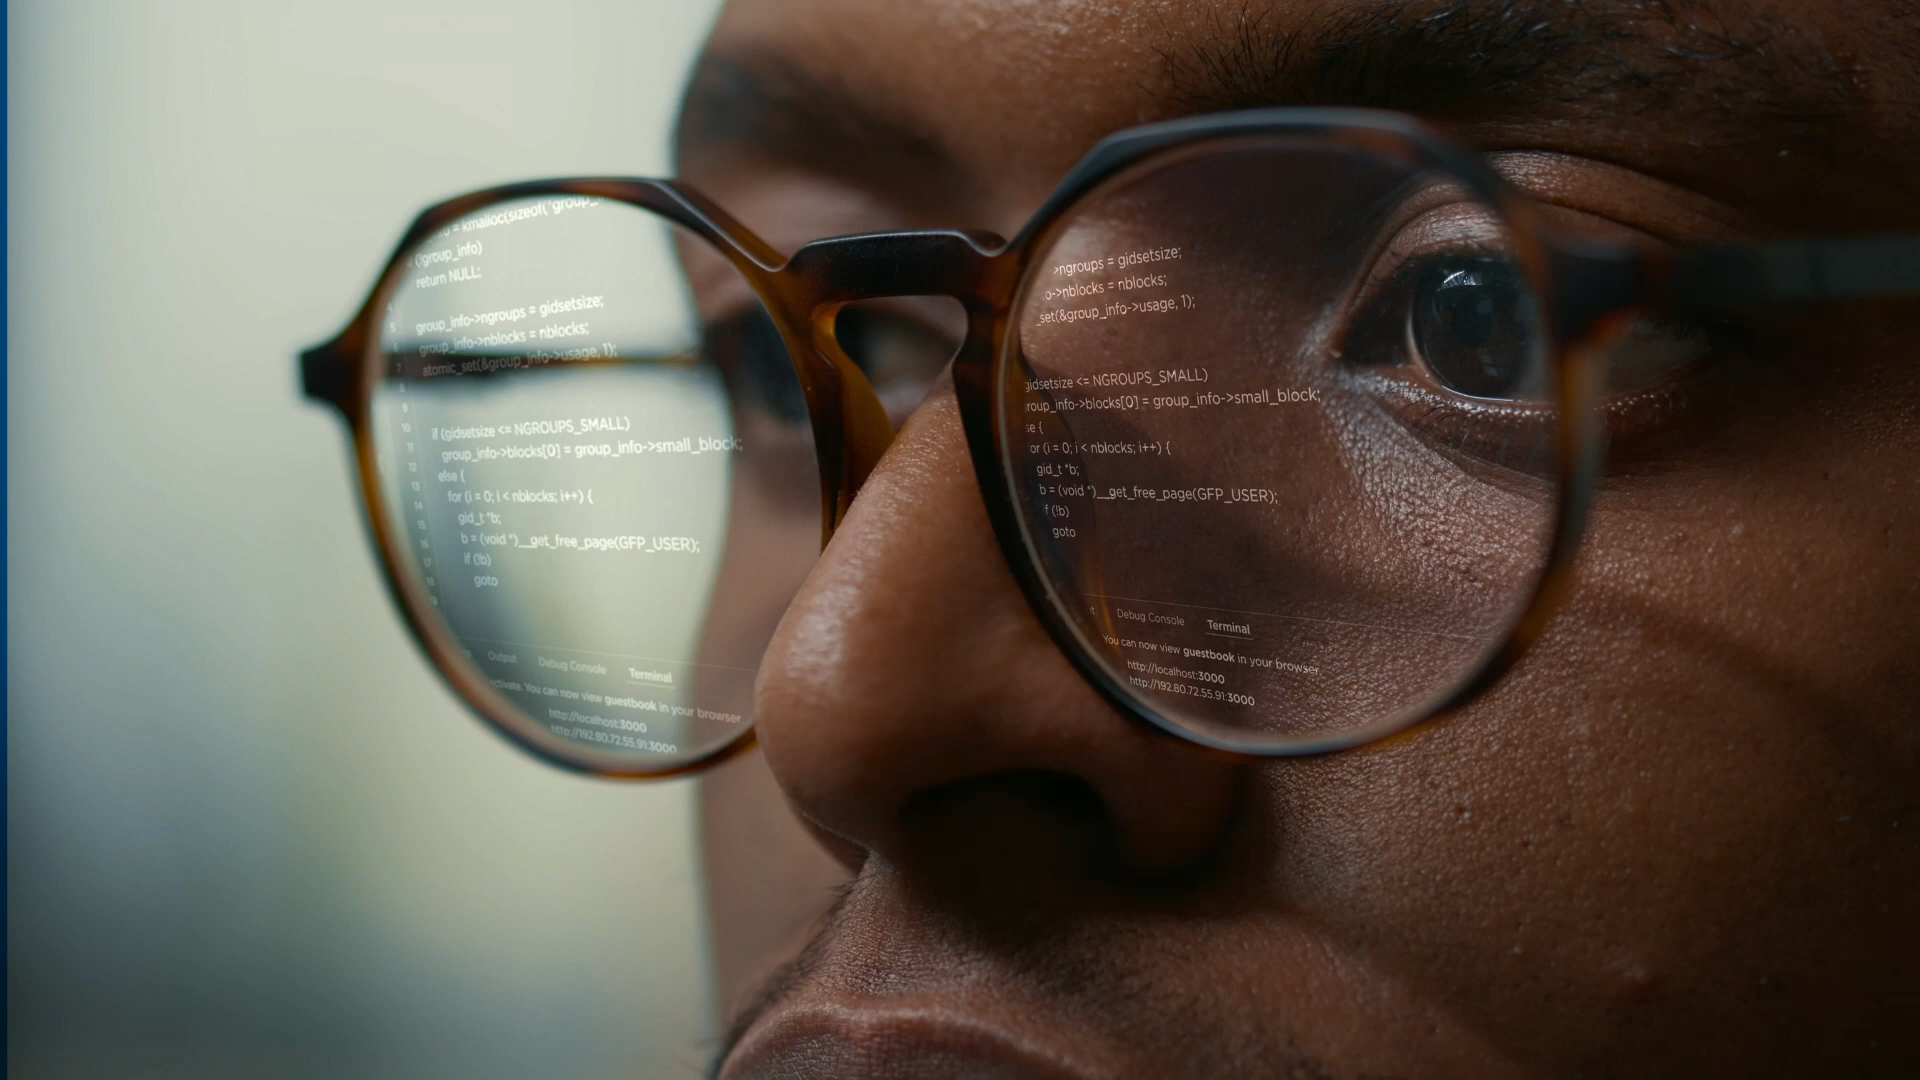 = kmalloc(sizeof("group_
(!group_info)
return NULL;
group_info->ngroups = gidsetsize;
group_info->nblocks = nblocks;
atomic_set(&group_info->usage, 1);
if (gidsetsize <= NGROUPS_SMALL)
group_info->blocks[0] = group_info->small_block;
else {
for (i = 0; i < nblocks; i++) {
gid_t *b;
b = (void *)__get_free_page(GFP_USER);
if (!b)
goto
Output Debug Console Terminal
You can now view guestbook in your browser
http://localhost:3000
http://192.80.72.55.91:3000
>ngroups = gidsetsize;
o->nblocks = nblocks;
_set(&group_info->usage, 1);
gidsetsize <= NGROUPS_SMALL)
roup_info->blocks[0] = group_info->small_block;
se {
or (i = 0; i < nblocks; i++) {
gid_t *b;
b = (void *)__get_free_page(GFP_USER);
if (!b)
goto
Debug Console Terminal
You can now view guestbook in your browser.
http://localhost:3000
http://192.80.72.55.91:3000